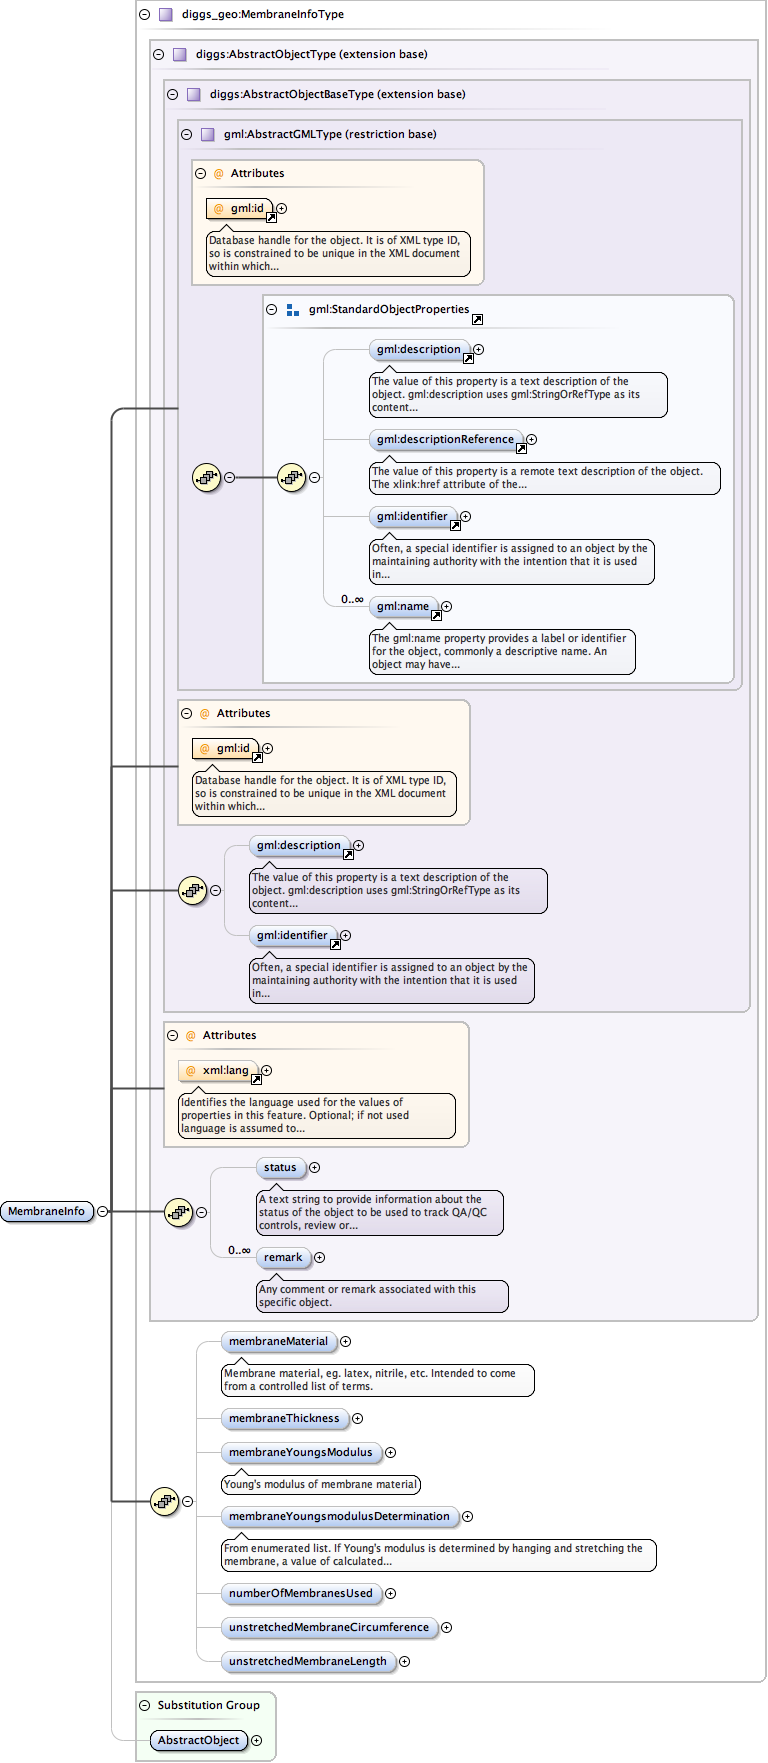 diggs_geo:MembraneInfoType
diggs:AbstractObjectType (extension base)
diggs:AbstractObjectBaseType (extension base)
gml:AbstractGMLType (restriction base)
@ Attributes
@ gml:id
Database handle for the object. It is of XML type ID,
so is constrained to be unique in the XML document
within which...
gml:StandardObjectProperties
gml:description
The value of this property is a text description of the
object. gml:description uses gml:StringOrRefType as its
content...
gml:descriptionReference
The value of this property is a remote text description of the object.
The xlink:href attribute of the...
gml:identifier
Often, a special identifier is assigned to an object by the
maintaining authority with the intention that it is used
in...
0..∞
gml:name
The gml:name property provides a label or identifier
for the object, commonly a descriptive name. An
object may have...
@ Attributes
@ gml:id
Database handle for the object. It is of XML type ID,
so is constrained to be unique in the XML document
within which...
gml:description
The value of this property is a text description of the
object. gml:description uses gml:StringOrRefType as its
content...
gml:identifier
Often, a special identifier is assigned to an object by the
maintaining authority with the intention that it is used
in...
@ Attributes
@ xml:lang
Identifies the language used for the values of
properties in this feature. Optional; if not used
language is assumed to...
status
A text string to provide information about the
status of the object to be used to track QA/QC
controls, review or...
MembraneInfo
0..∞
remark
Any comment or remark associated with this
specific object.
membraneMaterial
Membrane material, eg. latex, nitrile, etc. Intended to come
from a controlled list of terms.
membraneThickness
membraneYoungsModulus
Young's modulus of membrane material
membraneYoungsmodulusDetermination
From enumerated list. If Young's modulus is determined by hanging and stretching the
membrane, a value of calculated...
numberOfMembranesUsed
unstretchedMembraneCircumference
unstretchedMembraneLength
Substitution Group
AbstractObject